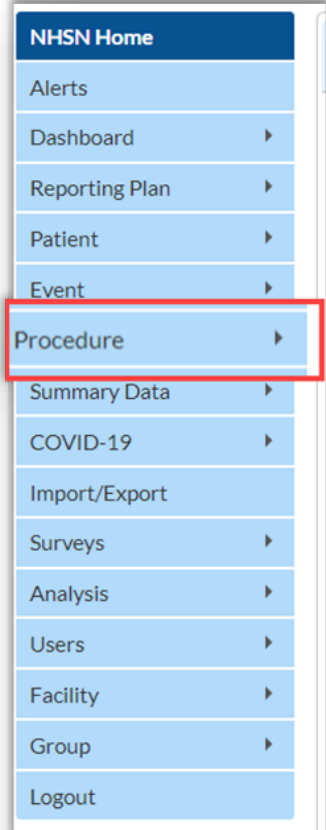 NHSN Home
Alerts
Dashboard
Reporting Plan
Patient
Event
Procedure
Summary Data
COVID-19
Import/Export
Surveys
Analysis
Users
Facility
Group
Logout